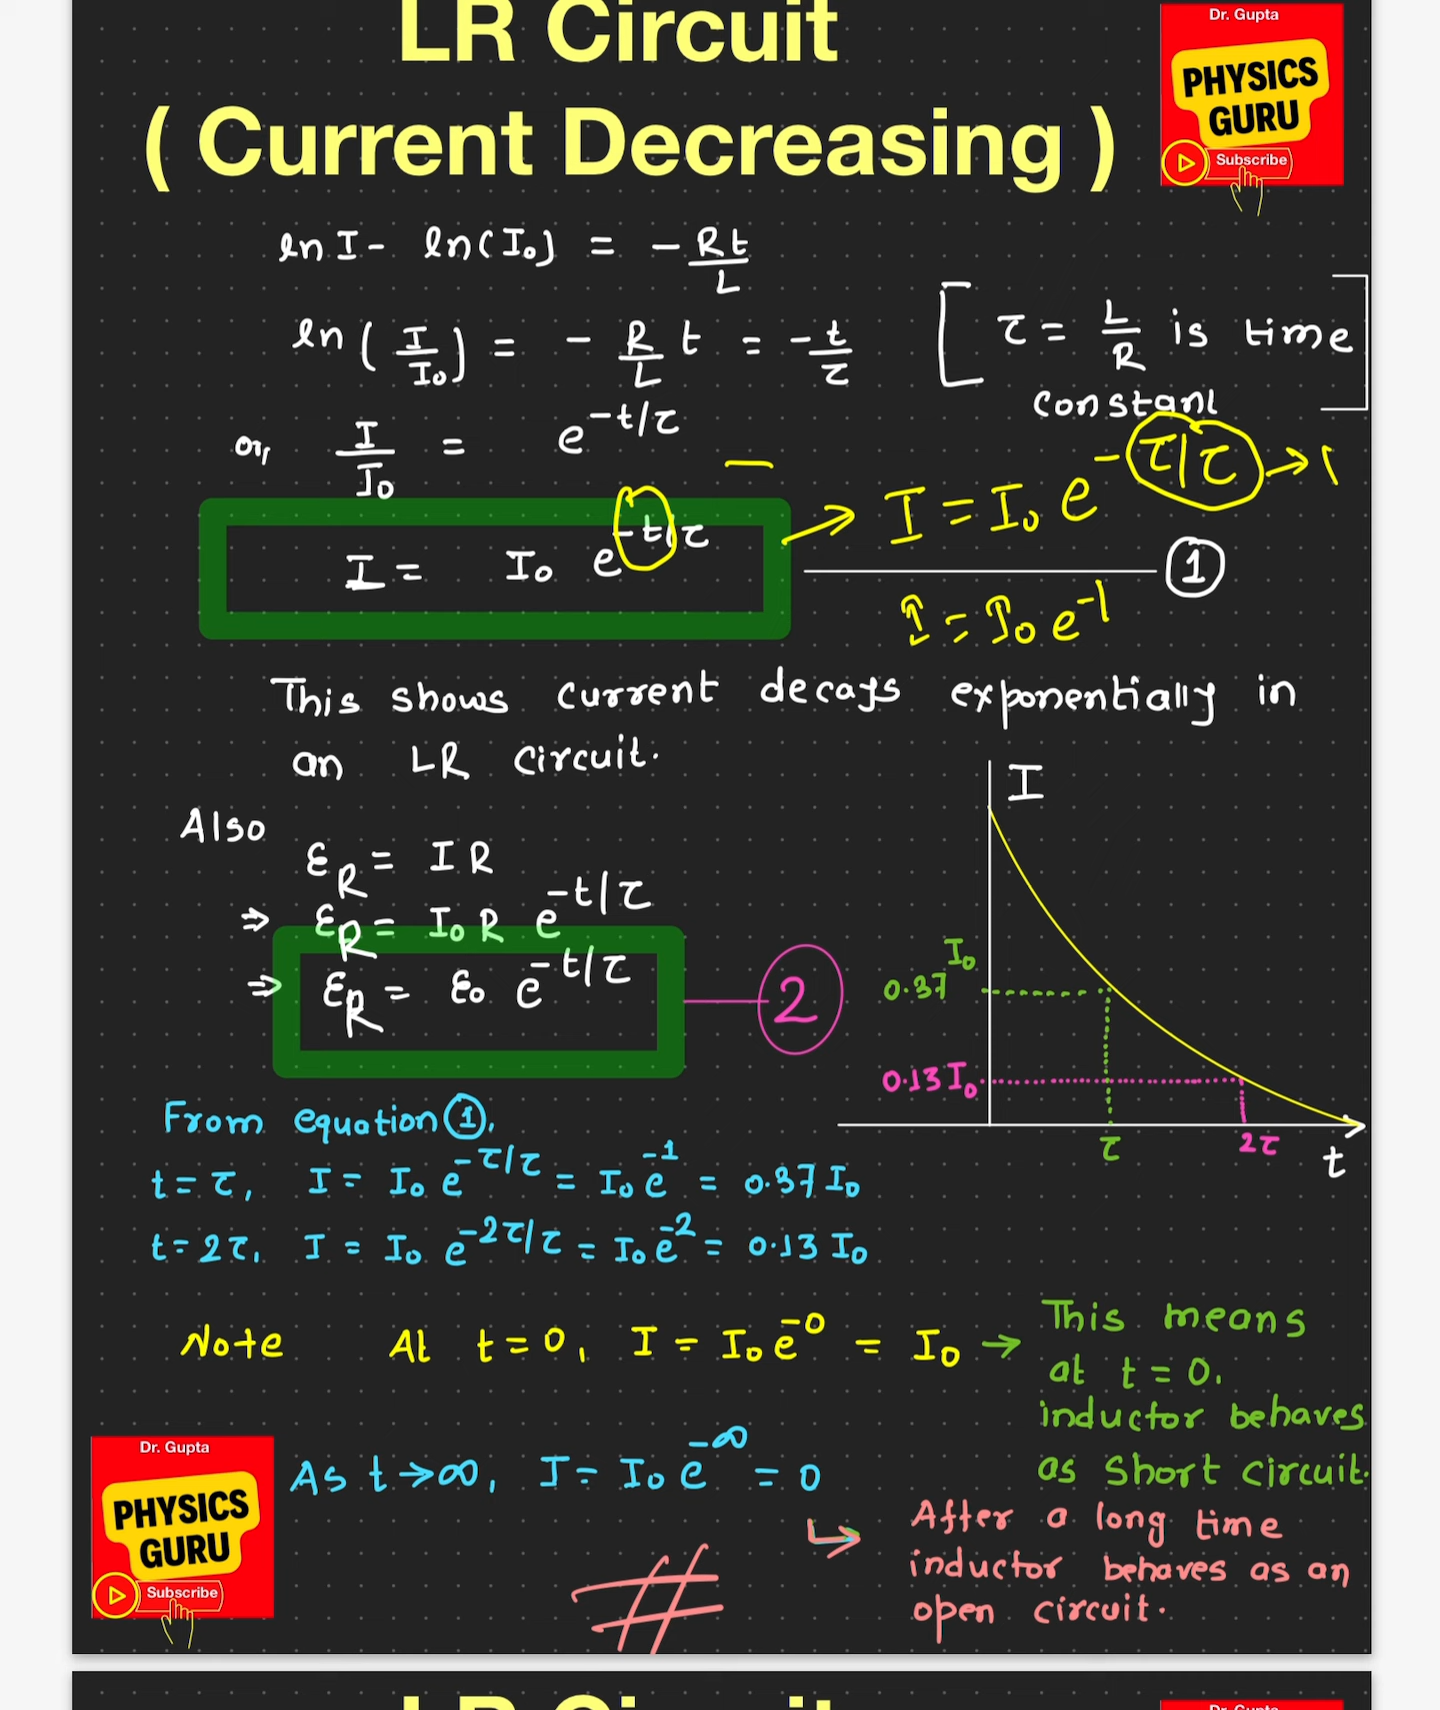 LR Circuit
( Current Decreasing )
Dr. Gupta
PHYSICS
GURU
Subscribe
ln I - ln(I₀) = -Rt/L
ln(I/I₀) = - R/L t = -t/τ [τ = L/R is time
constant]
or, I/I₀ = e^-t/τ
I = I₀ e^-t/τ → I = I₀ e^-τ/τ → 1
①
I = I₀ e^-1
This shows current decays exponentially in
an LR circuit.
Also
ε_R = IR
⇒ ε_R = I₀R e^-t/τ
⇒ ε_R = ε₀ e^-t/τ — ②
I
0.37 I₀
0.13 I₀
τ 2τ t
From equation ①,
t = τ, I = I₀ e^-τ/τ = I₀ e^-1 = 0.37 I₀
t = 2τ, I = I₀ e^-2τ/τ = I₀ e^-2 = 0.13 I₀
Note At t = 0, I = I₀ e^-0 = I₀ →
This means
at t = 0,
inductor behaves
as short circuit.
As t → ∞, I = I₀ e^-∞ = 0
↳ After a long time
inductor behaves as an
open circuit.
Dr. Gupta
PHYSICS
GURU
Subscribe
LR Circuit
Dr. Gupta